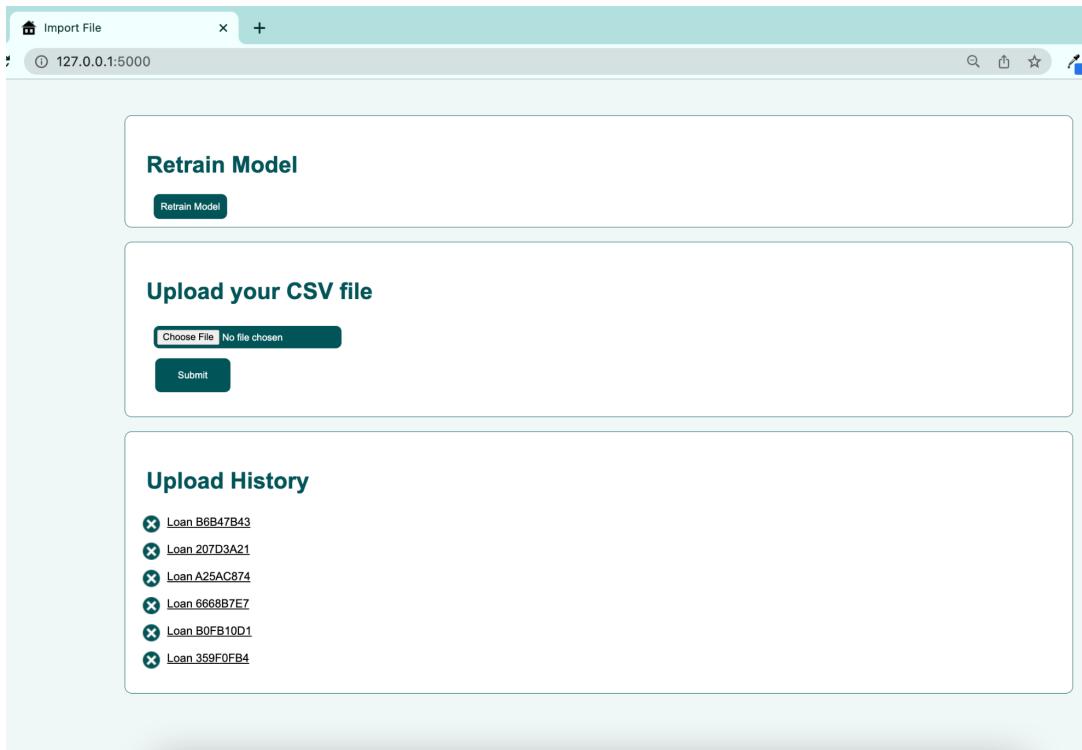 Import File
127.0.0.1:5000
Retrain Model
Retrain Model
Upload your CSV file
Choose File No file chosen
Submit
Upload History
Loan B6B47B43
Loan 207D3A21
Loan A25AC874
Loan 6668B7E7
Loan B0FB10D1
Loan 359F0FB4